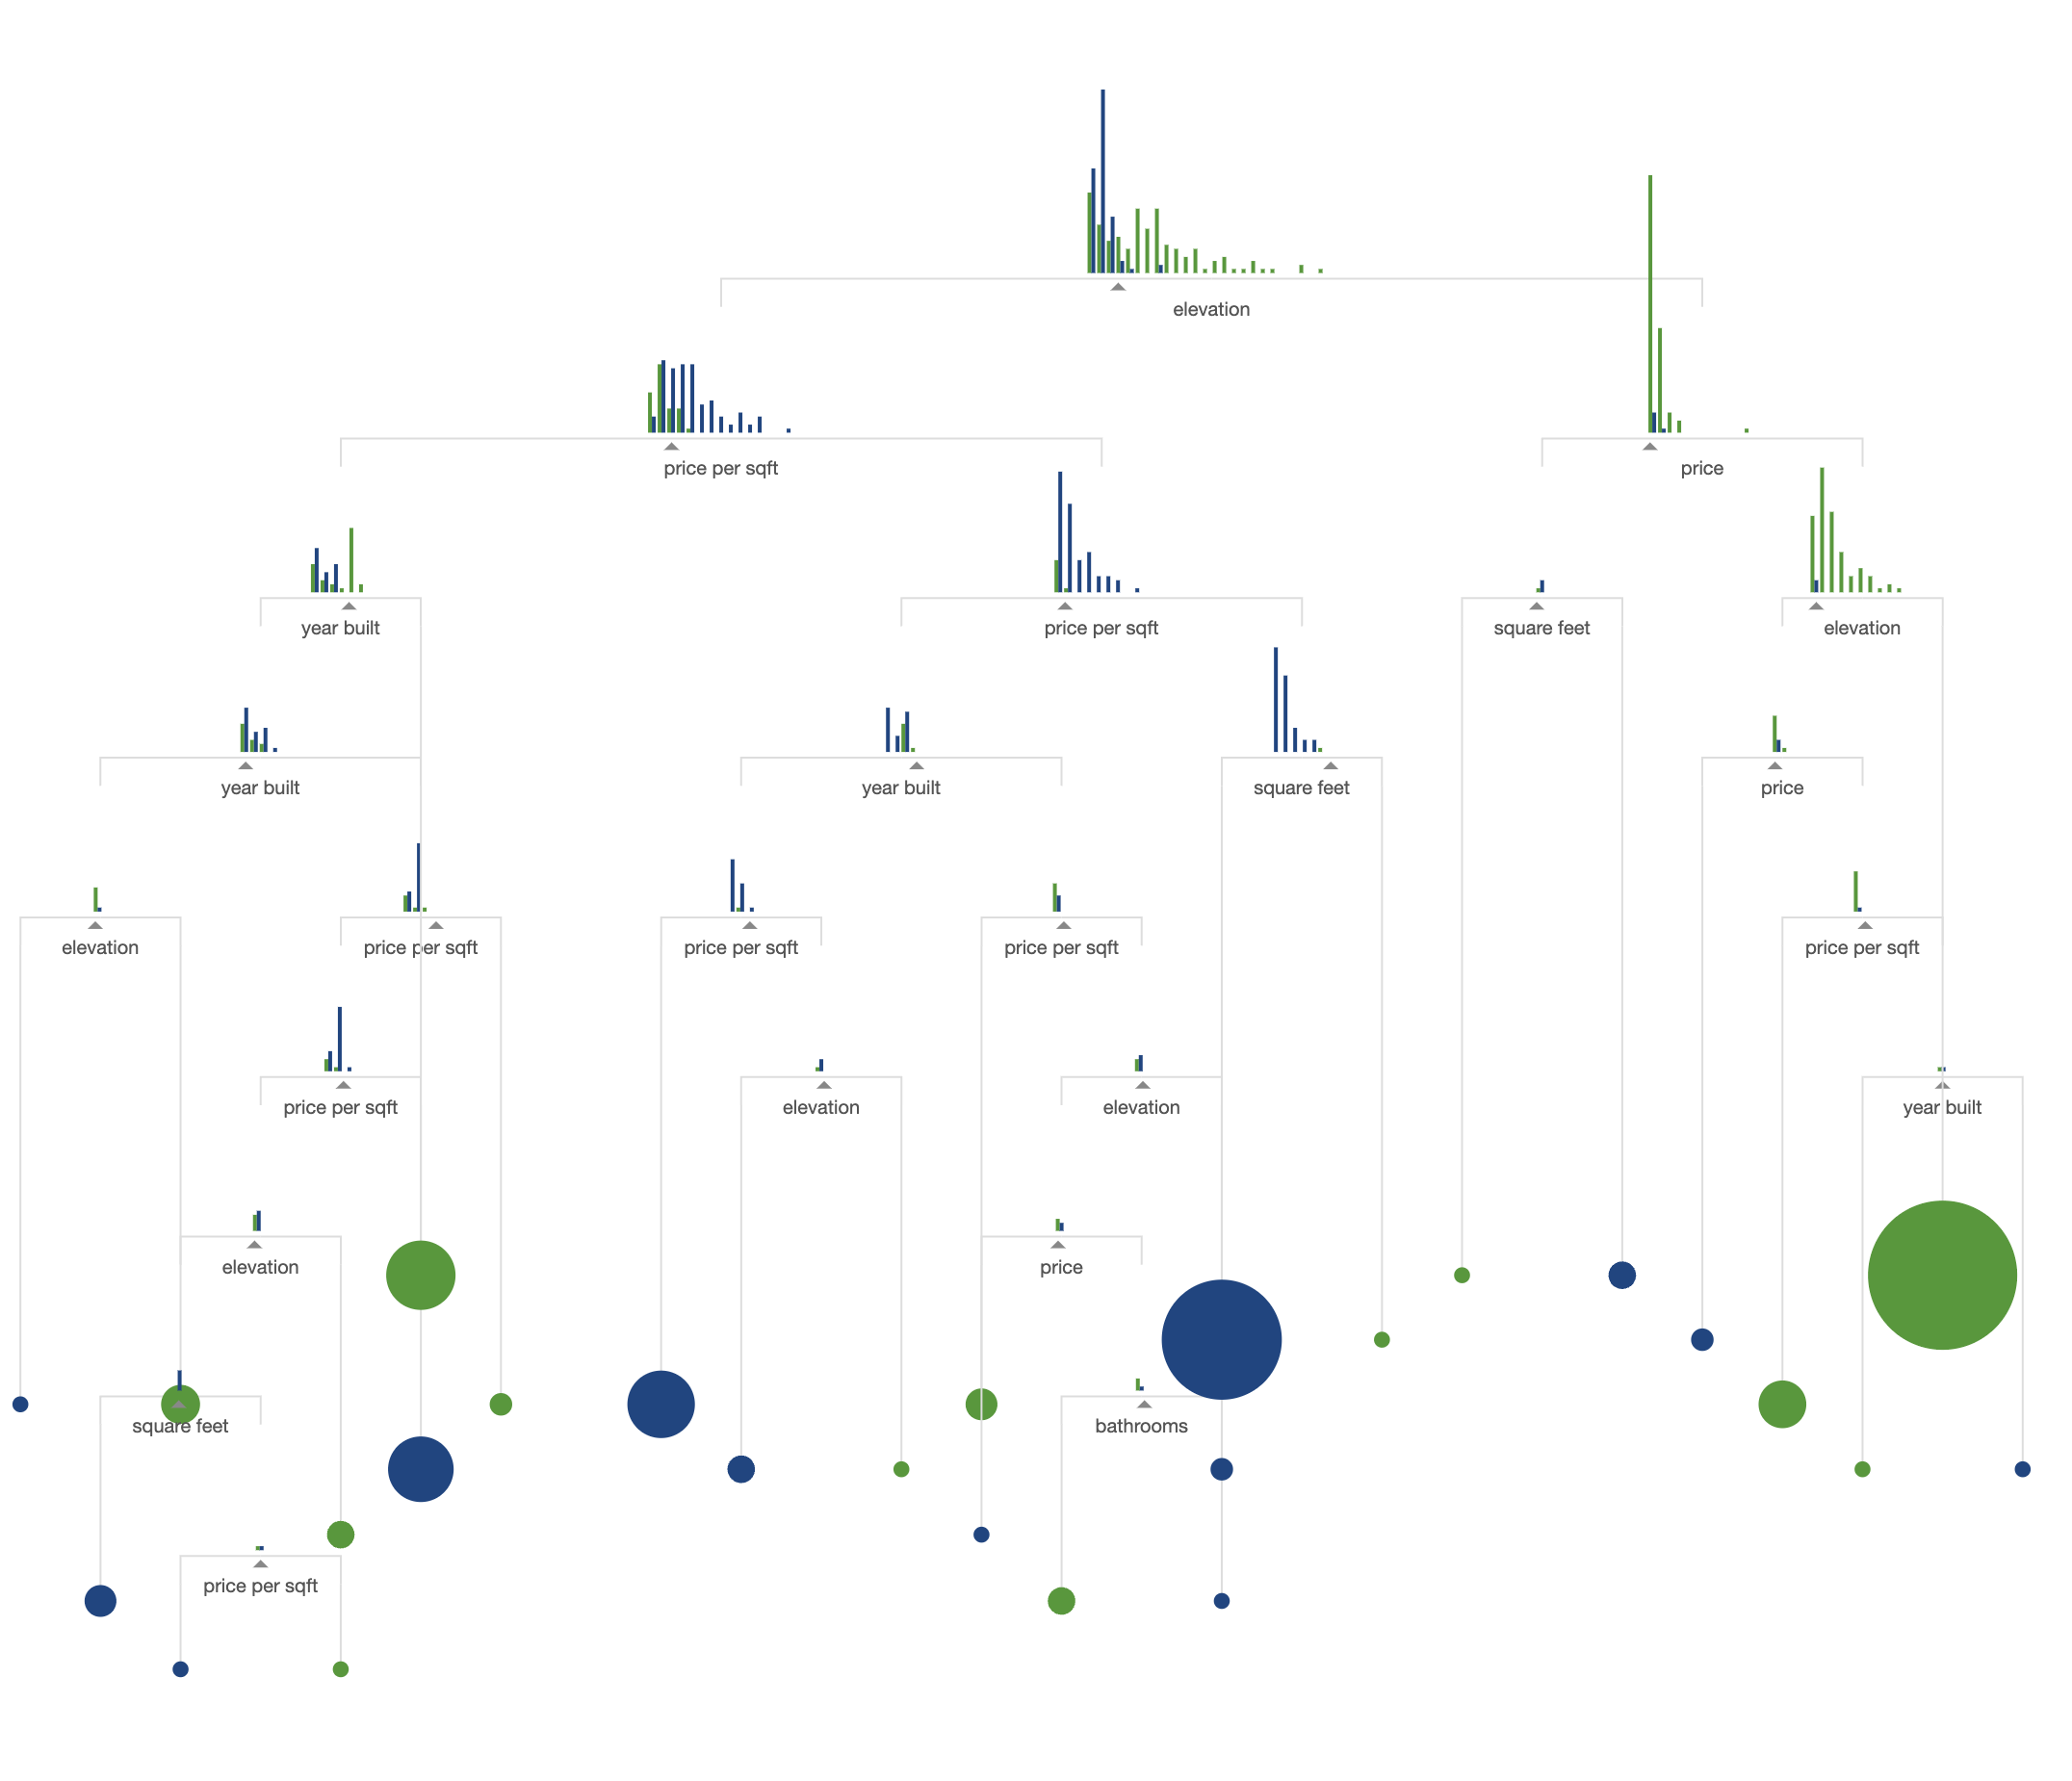 elevation
price per sqft
price
year built
price per sqft
square feet
elevation
year built
year built
square feet
price
elevation
price per sqft
price per sqft
price per sqft
price per sqft
price per sqft
elevation
elevation
year built
elevation
price
square feet
bathrooms
price per sqft